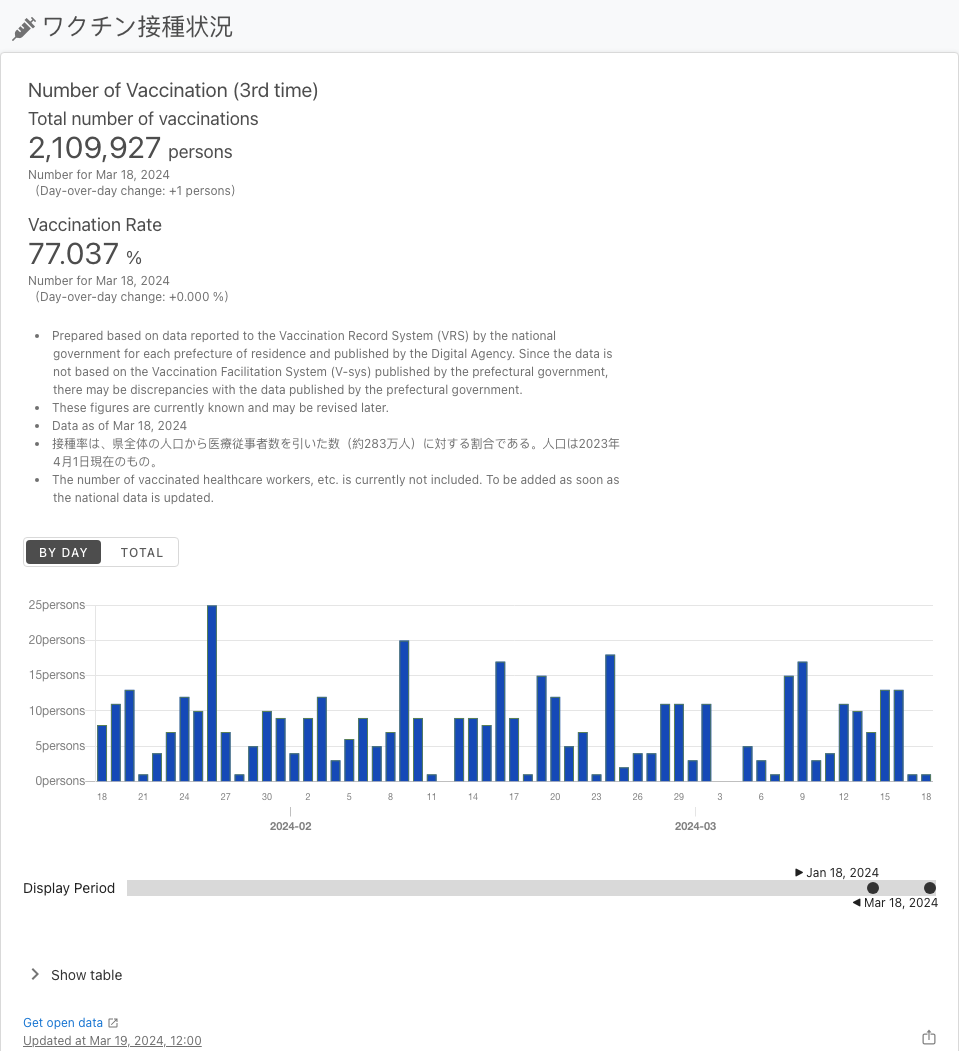 ワクチン接種状況
Number of Vaccination (3rd time)
Total number of vaccinations
2,109,927 persons
Number for Mar 18, 2024
(Day-over-day change: +1 persons)
Vaccination Rate
77.037 %
Number for Mar 18, 2024
(Day-over-day change: +0.000 %)
• Prepared based on data reported to the Vaccination Record System (VRS) by the national
government for each prefecture of residence and published by the Digital Agency. Since the data is
not based on the Vaccination Facilitation System (V-sys) published by the prefectural government,
there may be discrepancies with the data published by the prefectural government.
• These figures are currently known and may be revised later.
• Data as of Mar 18, 2024
• 接種率は、県全体の人口から医療従事者数を引いた数（約283万人）に対する割合である。人口は2023年
4月1日現在のもの。
• The number of vaccinated healthcare workers, etc. is currently not included. To be added as soon as
the national data is updated.
BY DAY TOTAL
25persons
20persons
15persons
10persons
5persons
0persons
18 21 24 27 30 2 5 8 11 14 17 20 23 26 29 3 6 9 12 15 18
2024-02 2024-03
▶ Jan 18, 2024
Display Period
◀ Mar 18, 2024
Show table
Get open data
Updated at Mar 19, 2024, 12:00